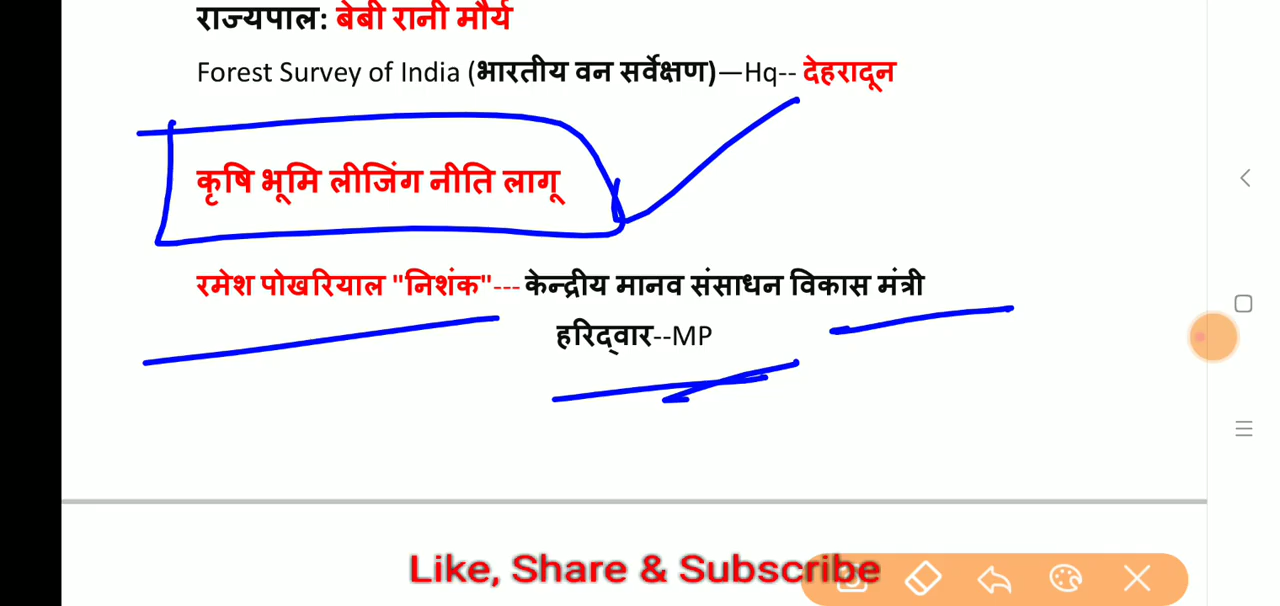 राज्यपाल: बेबी रानी मौर्य
Forest Survey of India (भारतीय वन सर्वेक्षण)—Hq-- देहरादून
कृषि भूमि लीजिंग नीति लागू
रमेश पोखरियाल "निशंक"--- केन्द्रीय मानव संसाधन विकास मंत्री
हरिद्वार--MP
Like, Share & Subscribe